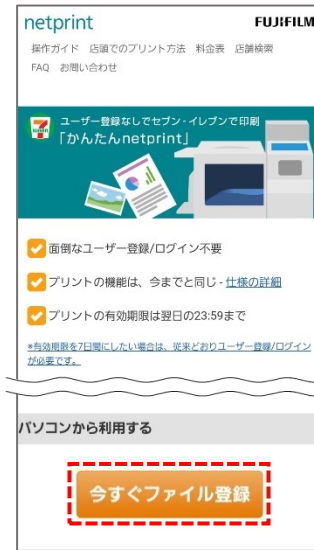 netprint
FUJIFILM
操作ガイド 店頭でのプリント方法 料金表 店舗検索
FAQ お問い合わせ
ユーザー登録なしでセブン‐イレブンで印刷
「かんたんnetprint」
面倒なユーザー登録/ログイン不要
プリントの機能は、今までと同じ - 仕様の詳細
プリントの有効期限は翌日の23:59まで
*有効期限を7日間にしたい場合は、従来どおりユーザー登録/ログイン
が必要です。
パソコンから利用する
今すぐファイル登録